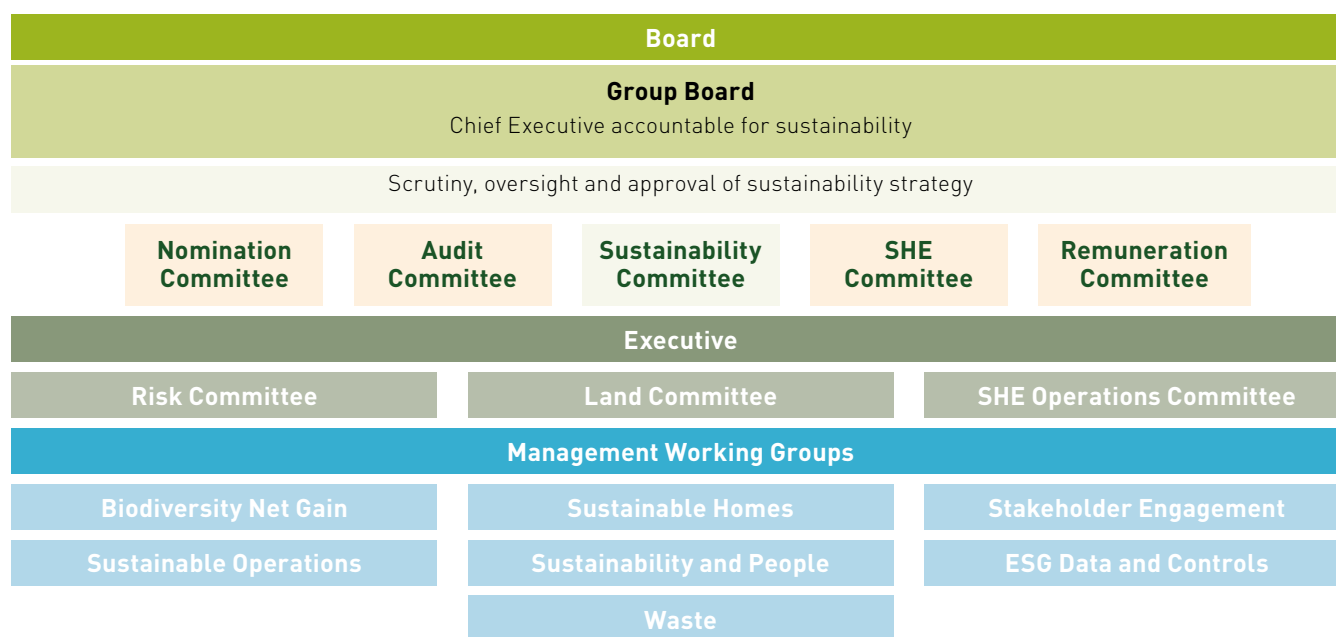 Board
Group Board
Chief Executive accountable for sustainability
Scrutiny, oversight and approval of sustainability strategy
Nomination
Committee
Audit
Committee
Sustainability
Committee
SHE
Committee
Remuneration
Committee
Executive
Risk Committee
Land Committee
SHE Operations Committee
Management Working Groups
Biodiversity Net Gain
Sustainable Homes
Stakeholder Engagement
Sustainable Operations
Sustainability and People
ESG Data and Controls
Waste